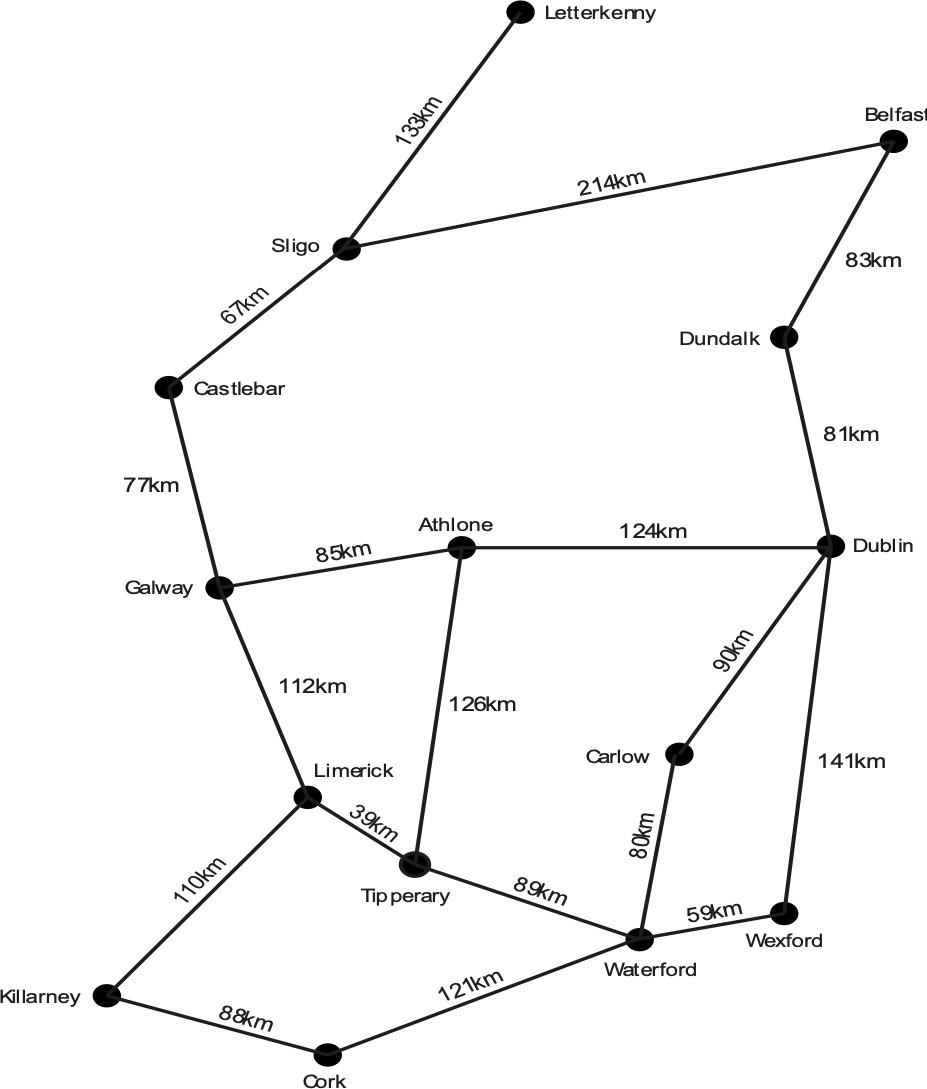 Letterkenny
Belfast
133km
214km
Sligo
83km
67km
Dundalk
Castlebar
81km
77km
Athlone
124km
85km
Dublin
Galway
90km
112km
126km
Carlow
141km
Limerick
39km
80km
110km
89km
Tipperary
59km
Wexford
Waterford
121km
Killarney
88km
Cork